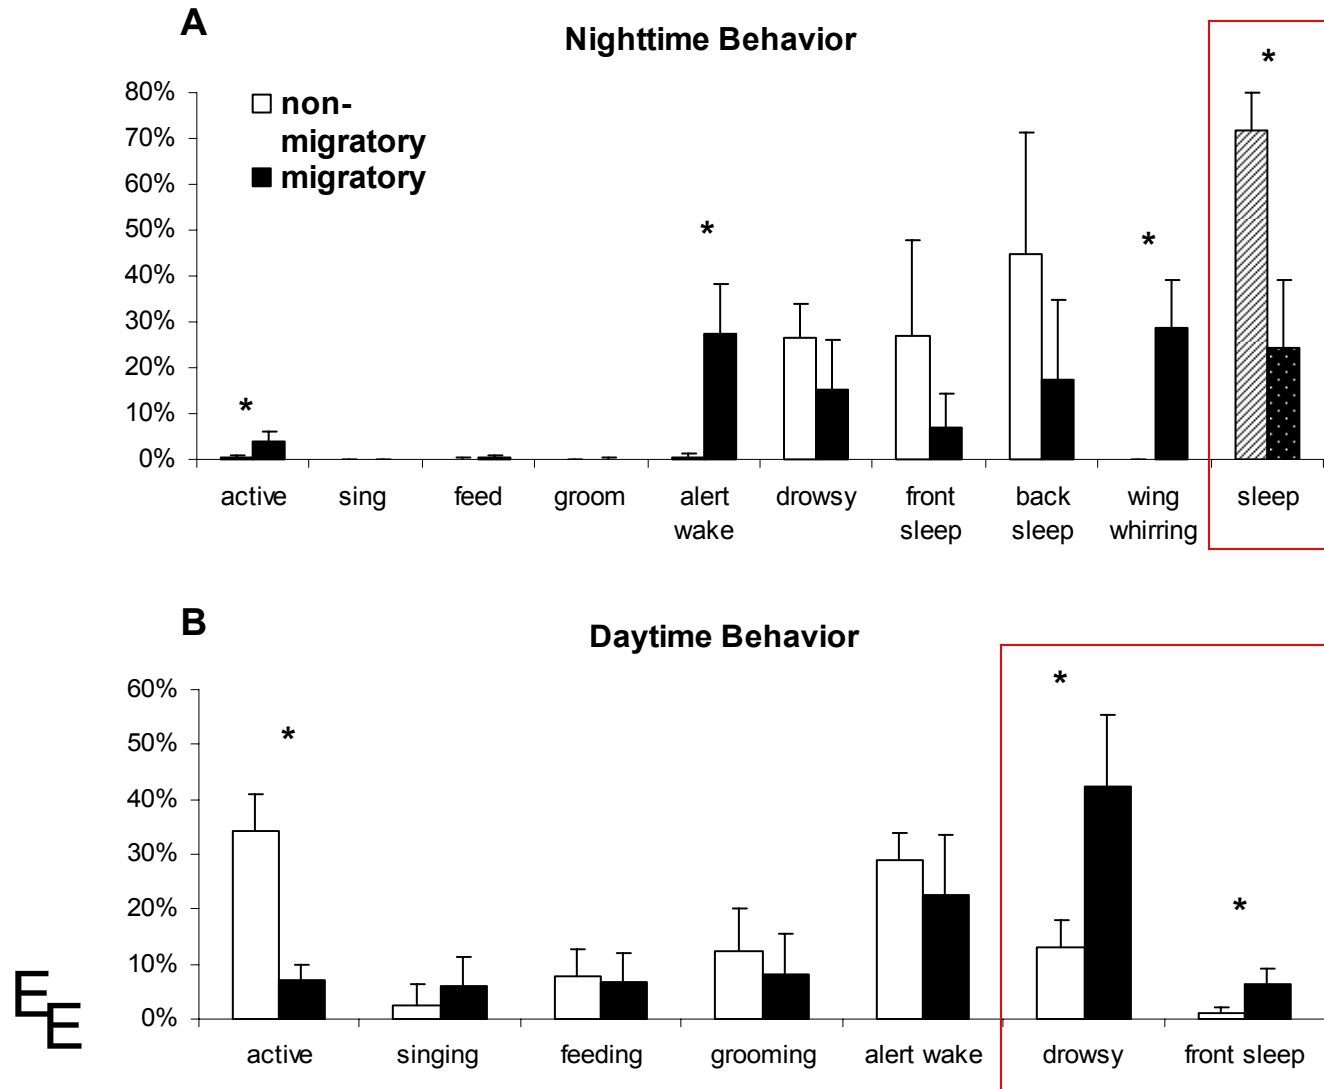 A
Nighttime Behavior
*
80%
70%
60%
50%
40%
30%
20%
10%
0%
non-
migratory
migratory
*
*
*
active
sing
feed
groom
alert
wake
drowsy
front
sleep
back
sleep
wing
whirring
sleep
B
Daytime Behavior
60%
50%
40%
30%
20%
10%
0%
*
*
*
active
singing
feeding
grooming
alert wake
drowsy
front sleep
E
E